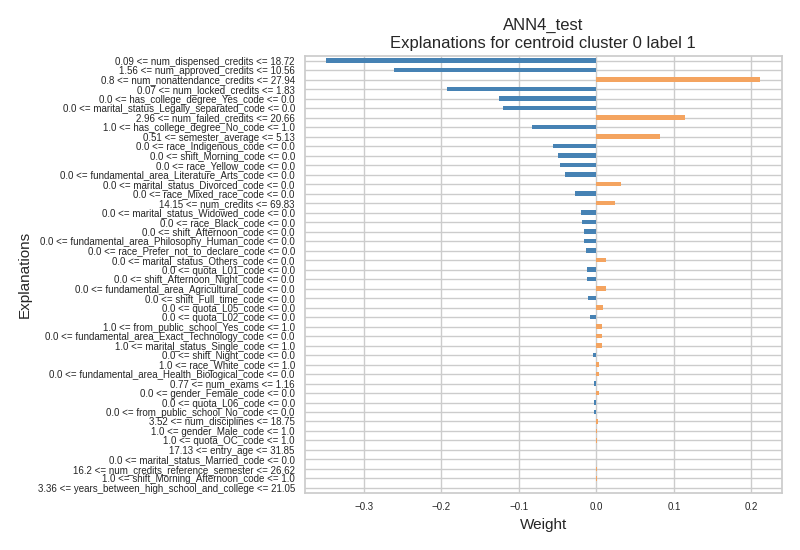 ANN4_test
Explanations for centroid cluster 0 label 1
0.09 <= num_dispensed_credits <= 18.72
1.56 <= num_approved_credits <= 10.56
0.8 <= num_nonattendance_credits <= 27.94
0.07 <= num_locked_credits <= 1.83
0.0 <= has_college_degree_Yes_code <= 0.0
0.0 <= marital_status_Legally_separated_code <= 0.0
2.96 <= num_failed_credits <= 20.66
1.0 <= has_college_degree_No_code <= 1.0
0.51 <= semester_average <= 5.13
0.0 <= race_Indigenous_code <= 0.0
0.0 <= shift_Morning_code <= 0.0
0.0 <= race_Yellow_code <= 0.0
0.0 <= fundamental_area_Literature_Arts_code <= 0.0
0.0 <= marital_status_Divorced_code <= 0.0
0.0 <= race_Mixed_race_code <= 0.0
14.15 <= num_credits <= 69.83
0.0 <= marital_status_Widowed_code <= 0.0
0.0 <= race_Black_code <= 0.0
0.0 <= shift_Afternoon_code <= 0.0
0.0 <= fundamental_area_Philosophy_Human_code <= 0.0
0.0 <= race_Prefer_not_to_declare_code <= 0.0
0.0 <= marital_status_Others_code <= 0.0
0.0 <= quota_L01_code <= 0.0
0.0 <= shift_Afternoon_Night_code <= 0.0
0.0 <= fundamental_area_Agricultural_code <= 0.0
0.0 <= shift_Full_time_code <= 0.0
0.0 <= quota_L05_code <= 0.0
0.0 <= quota_L02_code <= 0.0
1.0 <= from_public_school_Yes_code <= 1.0
0.0 <= fundamental_area_Exact_Technology_code <= 0.0
1.0 <= marital_status_Single_code <= 1.0
0.0 <= shift_Night_code <= 0.0
1.0 <= race_White_code <= 1.0
0.0 <= fundamental_area_Health_Biological_code <= 0.0
0.77 <= num_exams <= 1.16
0.0 <= gender_Female_code <= 0.0
0.0 <= quota_L06_code <= 0.0
0.0 <= from_public_school_No_code <= 0.0
3.52 <= num_disciplines <= 18.75
1.0 <= gender_Male_code <= 1.0
1.0 <= quota_OC_code <= 1.0
17.13 <= entry_age <= 31.85
0.0 <= marital_status_Married_code <= 0.0
16.2 <= num_credits_reference_semester <= 26.62
1.0 <= shift_Morning_Afternoon_code <= 1.0
3.36 <= years_between_high_school_and_college <= 21.05
Explanations
−0.3 −0.2 −0.1 0.0 0.1 0.2
Weight